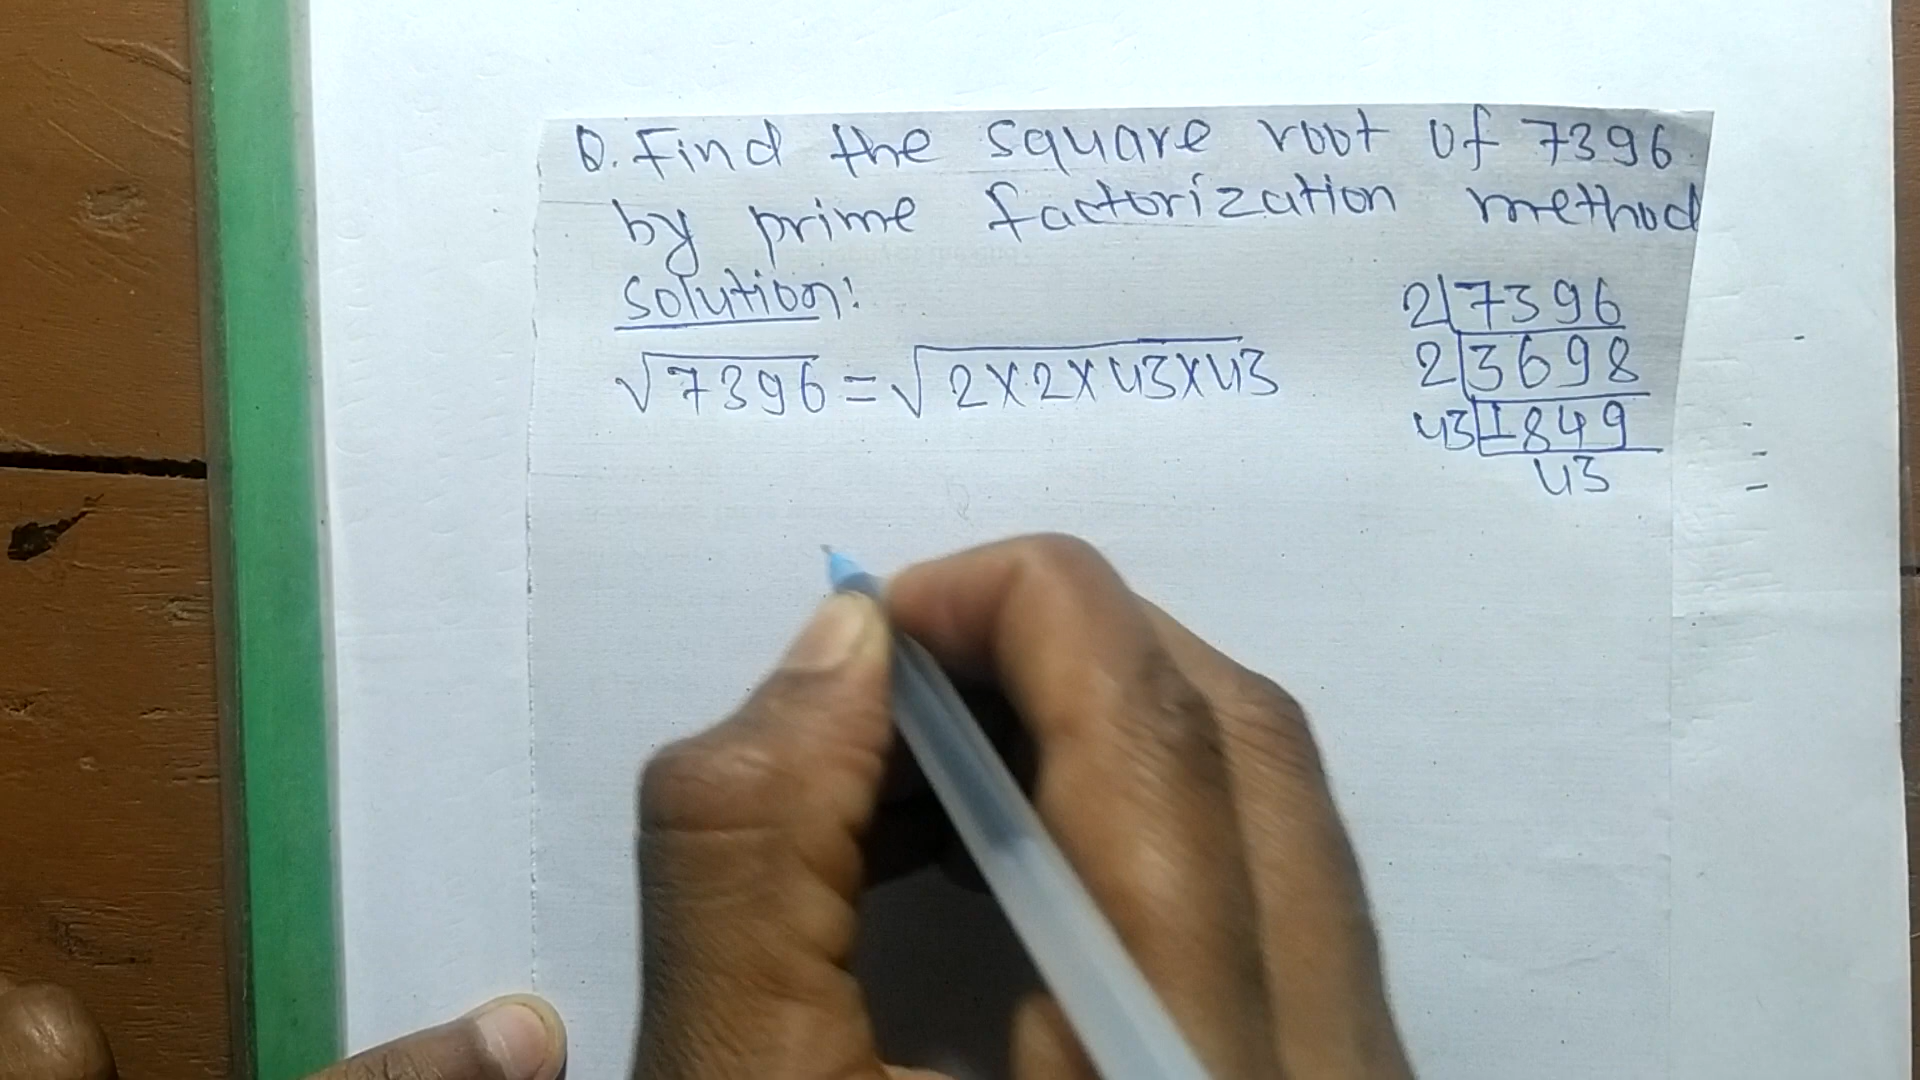 Q. Find the square root of 7396
by prime factorization method
Solution:
√7396 = √2×2×43×43
2|7396
2|3698
43|1849
43